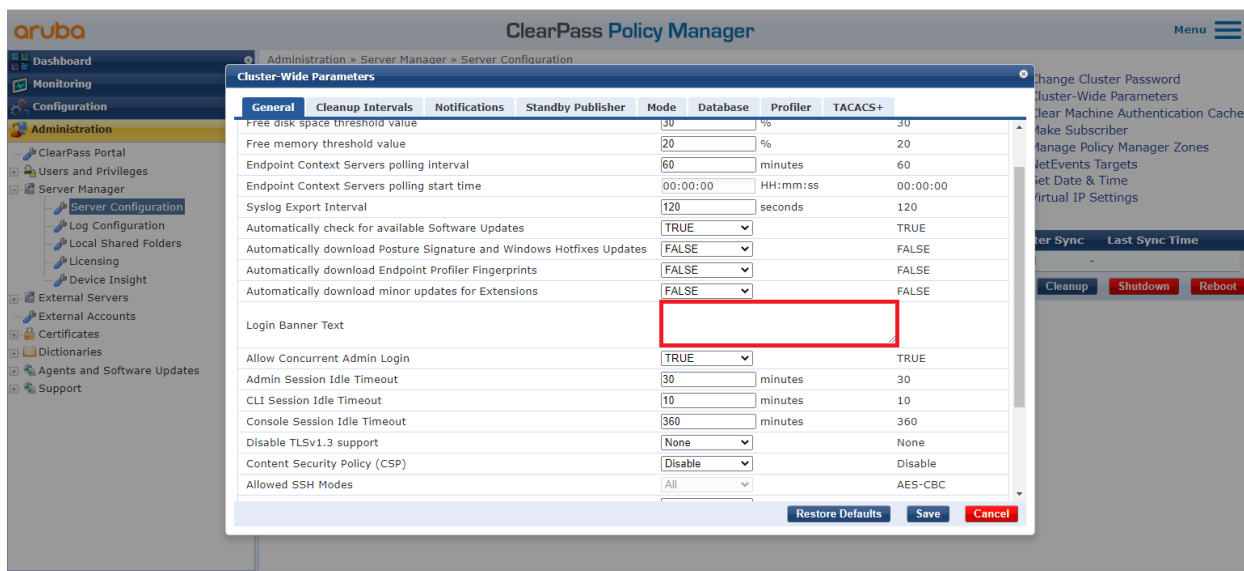 aruba
ClearPass Policy Manager
Menu
Dashboard
Monitoring
Configuration
Administration
ClearPass Portal
Users and Privileges
Server Manager
Server Configuration
Log Configuration
Local Shared Folders
Licensing
Device Insight
External Servers
External Accounts
Certificates
Dictionaries
Agents and Software Updates
Support
Administration » Server Manager » Server Configuration
Cluster-Wide Parameters
General Cleanup Intervals Notifications Standby Publisher Mode Database Profiler TACACS+
Free disk space threshold value 30 % 30
Free memory threshold value 20 % 20
Endpoint Context Servers polling interval 60 minutes 60
Endpoint Context Servers polling start time 00:00:00 HH:mm:ss 00:00:00
Syslog Export Interval 120 seconds 120
Automatically check for available Software Updates TRUE TRUE
Automatically download Posture Signature and Windows Hotfixes Updates FALSE FALSE
Automatically download Endpoint Profiler Fingerprints FALSE FALSE
Automatically download minor updates for Extensions FALSE FALSE
Login Banner Text
Allow Concurrent Admin Login TRUE TRUE
Admin Session Idle Timeout 30 minutes 30
CLI Session Idle Timeout 10 minutes 10
Console Session Idle Timeout 360 minutes 360
Disable TLSv1.3 support None None
Content Security Policy (CSP) Disable Disable
Allowed SSH Modes All AES-CBC
Restore Defaults Save Cancel
Change Cluster Password
Cluster-Wide Parameters
Clear Machine Authentication Cache
Make Subscriber
Manage Policy Manager Zones
NetEvents Targets
Set Date & Time
Virtual IP Settings
ter Sync Last Sync Time
-
Cleanup Shutdown Reboot